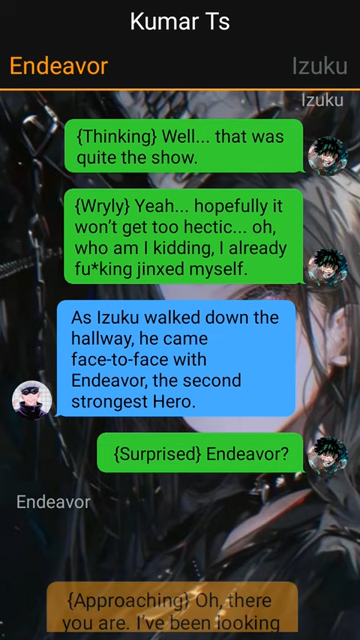 Kumar Ts
Endeavor
Izuku
Izuku
{Thinking} Well... that was
quite the show.
{Wryly} Yeah... hopefully it
won't get too hectic... oh,
who am I kidding, I already
fu*king jinxed myself.
As Izuku walked down the
hallway, he came
face-to-face with
Endeavor, the second
strongest Hero.
{Surprised} Endeavor?
Endeavor
{Approaching} Oh, there
you are. I've been looking